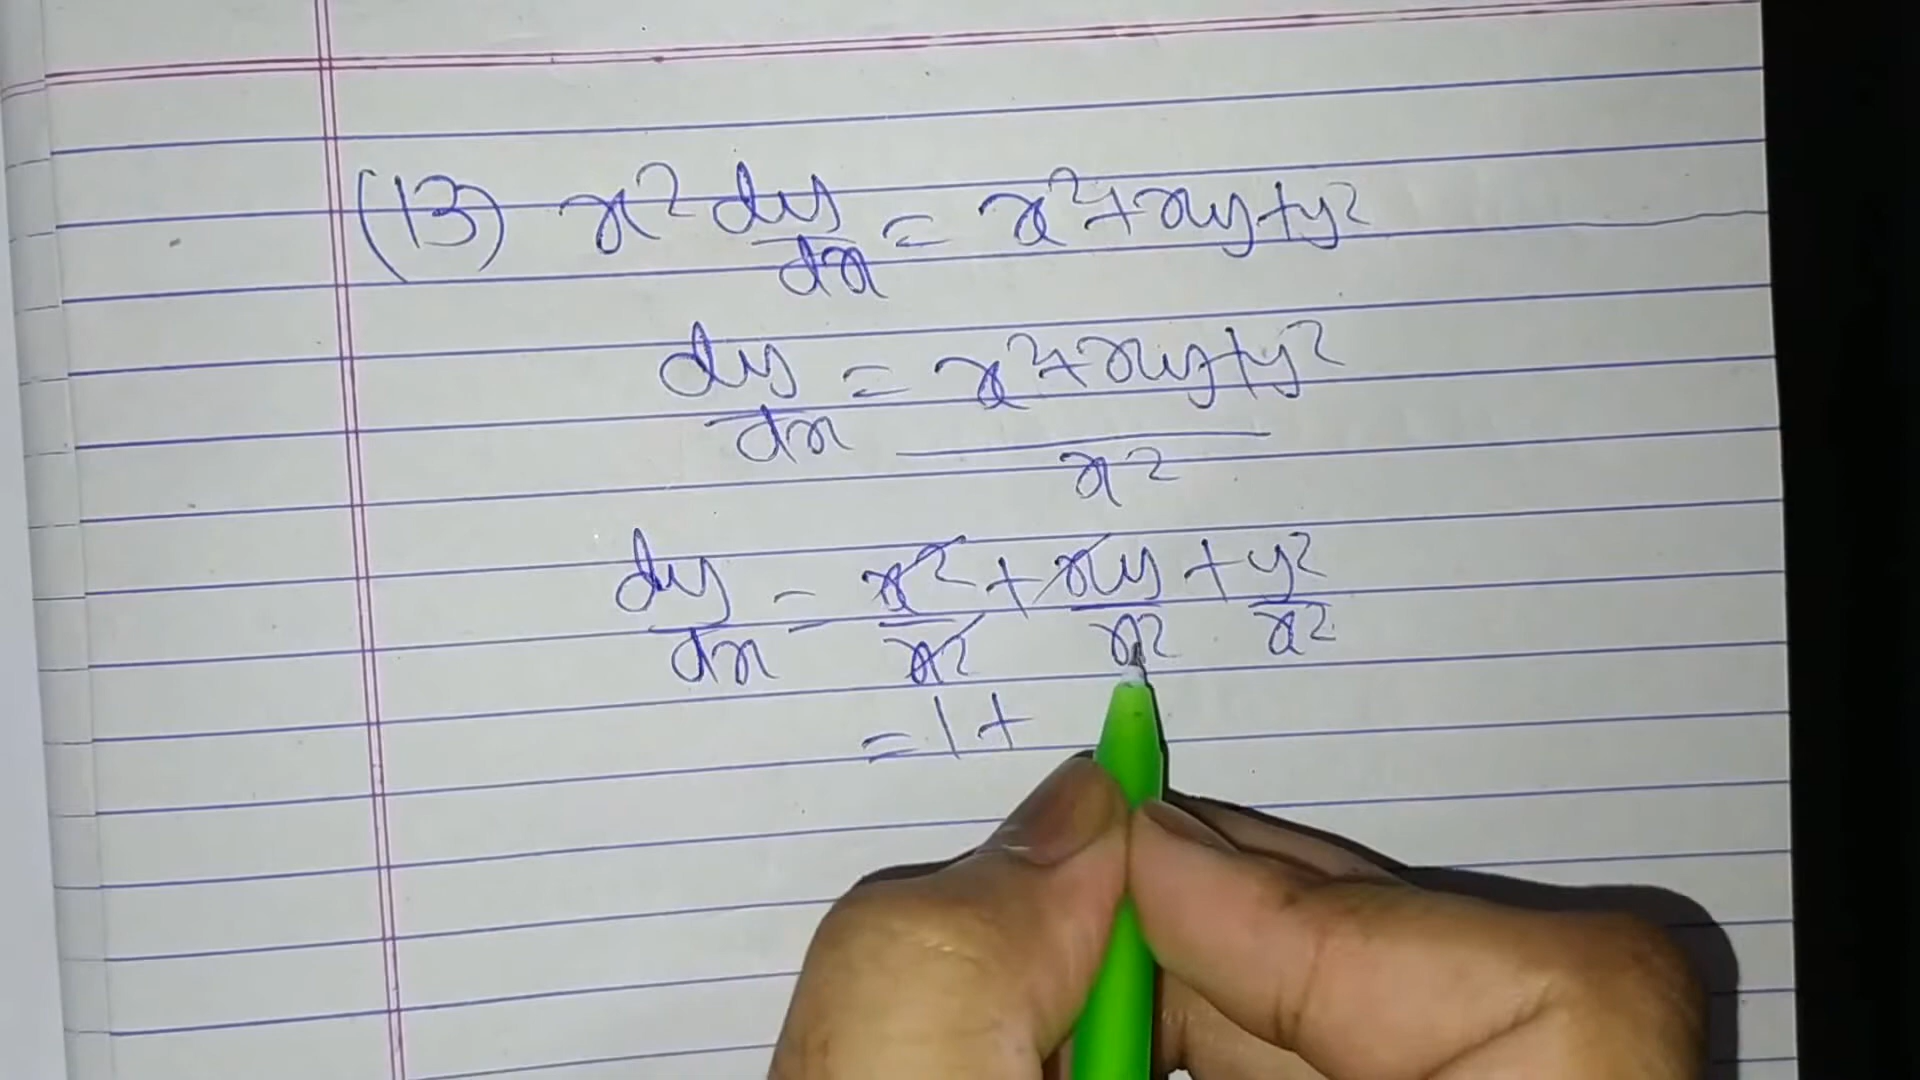 (13) x² dy/dx = x²+xy+y²
dy/dx = x²+xy+y²/x²
dy/dx = x²/x² + xy/x² + y²/x²
= 1 +